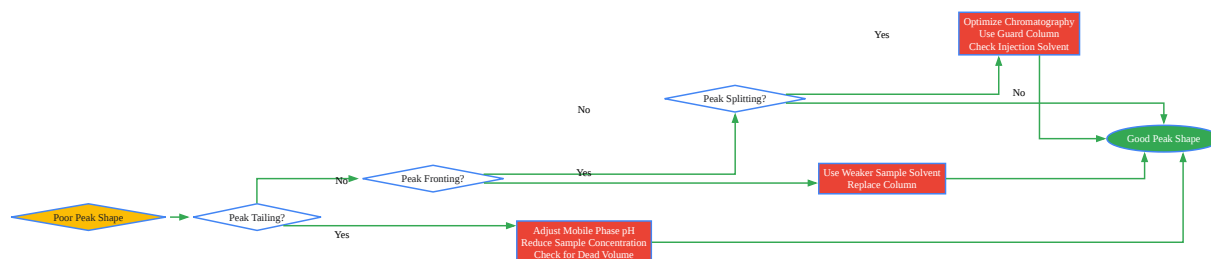 Poor Peak Shape
Peak Tailing?
No
Yes
Peak Fronting?
No
Yes
Adjust Mobile Phase pH
Reduce Sample Concentration
Check for Dead Volume
Peak Splitting?
Yes
No
Use Weaker Sample Solvent
Replace Column
Optimize Chromatography
Use Guard Column
Check Injection Solvent
Good Peak Shape